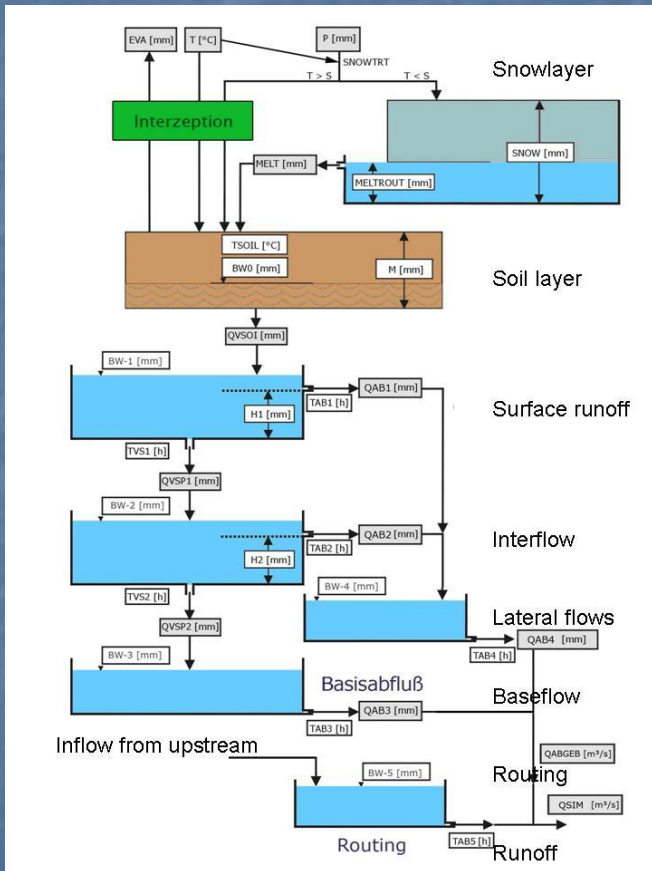 EVA [mm]
T [°C]
P [mm]
SNOWTRT
T > S
T < S
Snowlayer
Interzeption
SNOW [mm]
MELT [mm]
MELTROUT [mm]
TSOIL [°C]
BW0 [mm]
M [mm]
Soil layer
QVSOI [mm]
BW-1 [mm]
H1 [mm]
TAB1 [h]
QAB1 [mm]
Surface runoff
TVS1 [h]
QVSP1 [mm]
BW-2 [mm]
H2 [mm]
TAB2 [h]
QAB2 [mm]
Interflow
TVS2 [h]
BW-4 [mm]
QVSP2 [mm]
Lateral flows
TAB4 [h]
QAB4 [mm]
BW-3 [mm]
Basisabfluß
Baseflow
TAB3 [h]
QAB3 [mm]
Inflow from upstream
QABGEB [m³/s]
BW-5 [mm]
Routing
QSIM [m³/s]
Routing
TAB5 [h]
Runoff